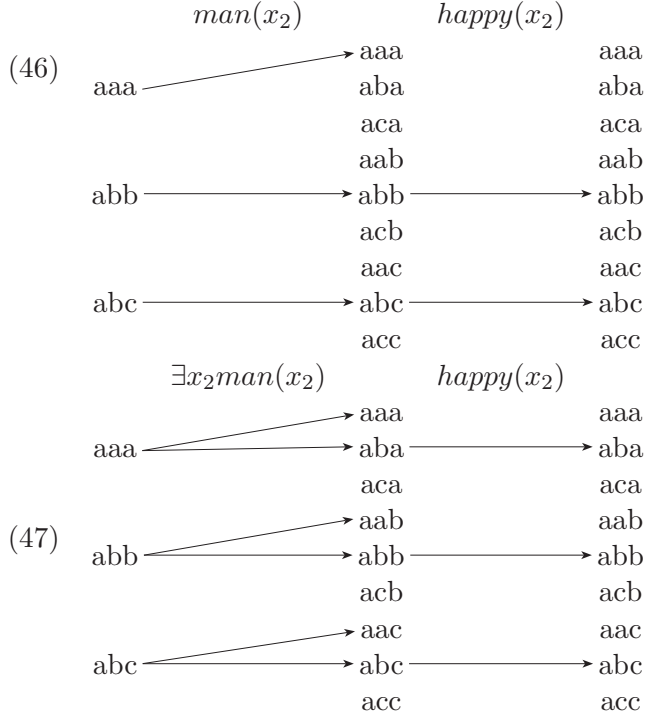 man(x₂) happy(x₂)
(46)
aaa aaa
aaa
aba aba
aca aca
aab aab
abb abb abb
acb acb
aac aac
abc abc abc
acc acc
∃x₂man(x₂) happy(x₂)
(47)
aaa aaa
aaa aba aba
aca aca
aab aab
abb abb abb
acb acb
aac aac
abc abc abc
acc acc